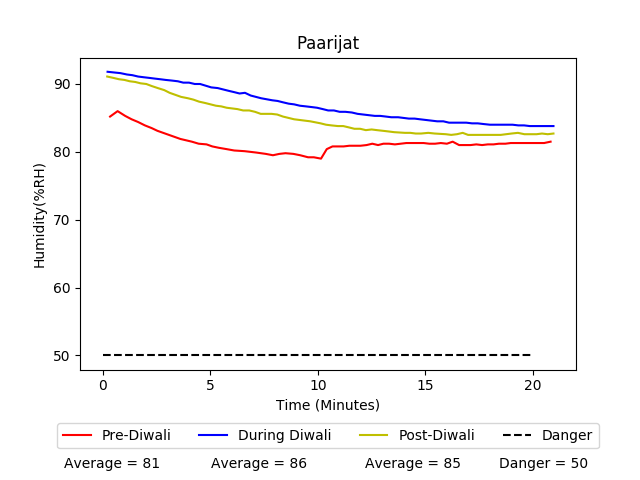 Paarijat
Humidity(%RH)
90
80
70
60
50
0 5 10 15 20
Time (Minutes)
Pre-Diwali During Diwali Post-Diwali Danger
Average = 81 Average = 86 Average = 85 Danger = 50